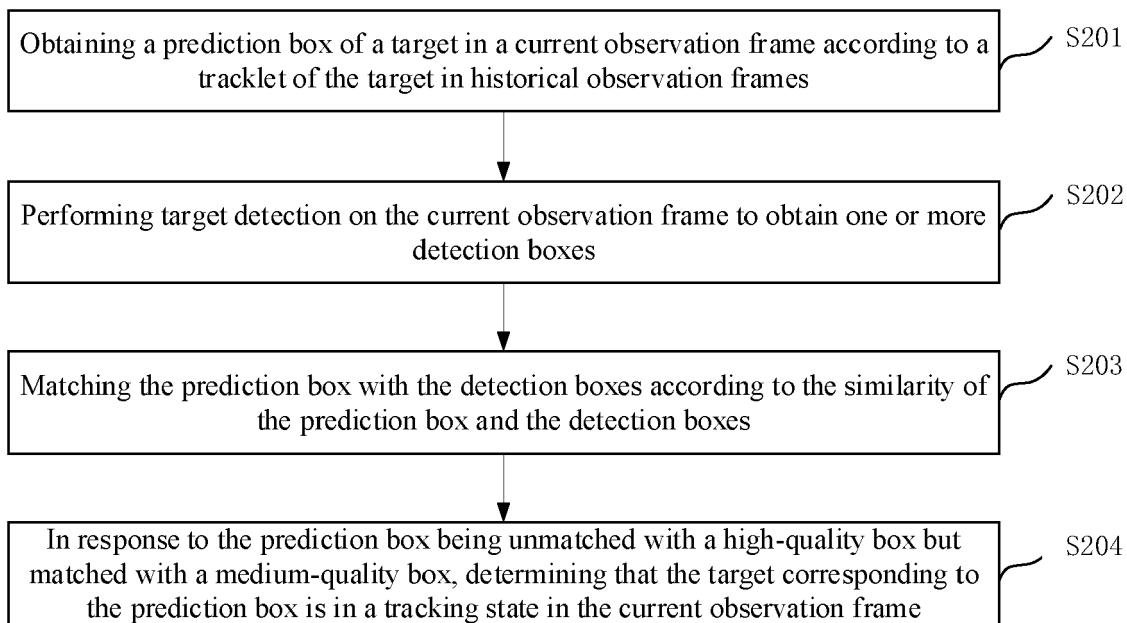 Obtaining a prediction box of a target in a current observation frame according to a
tracklet of the target in historical observation frames
S201
Performing target detection on the current observation frame to obtain one or more
detection boxes
S202
Matching the prediction box with the detection boxes according to the similarity of
the prediction box and the detection boxes
S203
In response to the prediction box being unmatched with a high-quality box but
matched with a medium-quality box, determining that the target corresponding to
the prediction box is in a tracking state in the current observation frame
S204